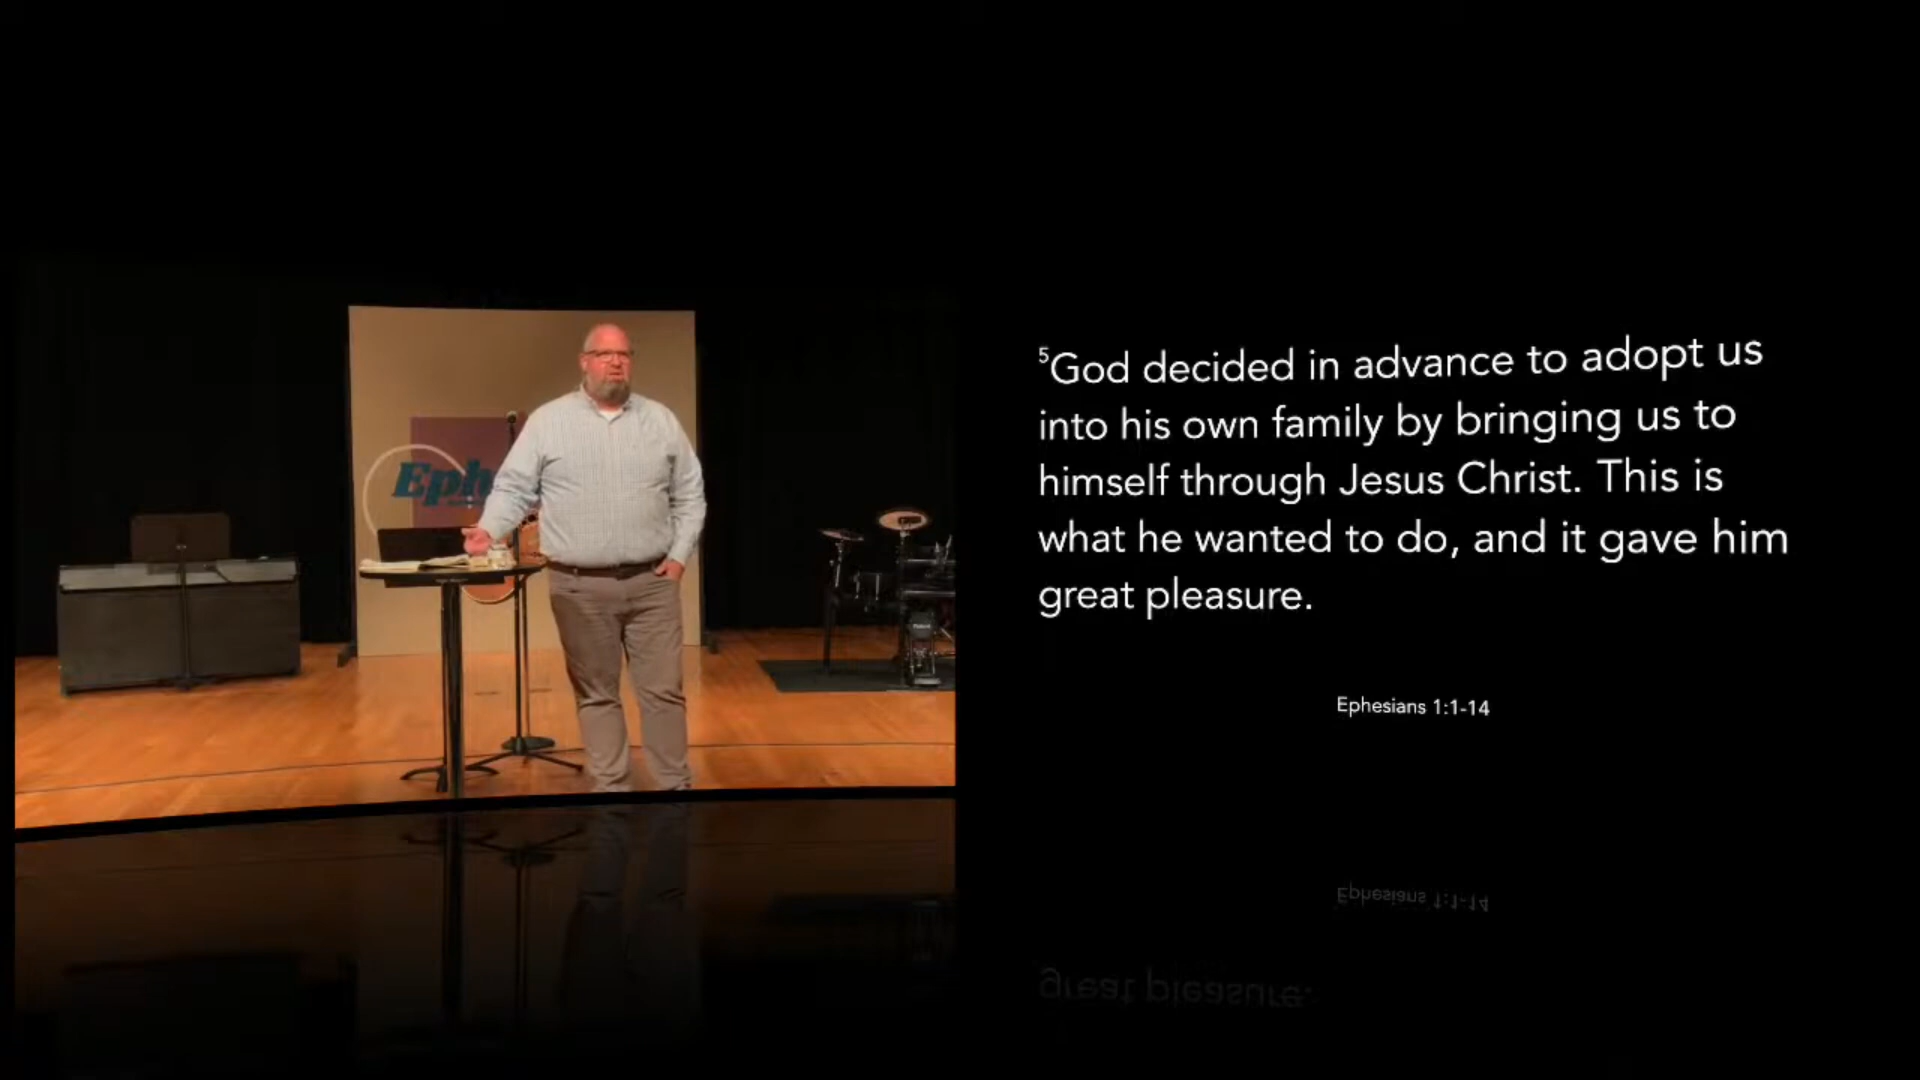 Eph
⁵God decided in advance to adopt us
into his own family by bringing us to
himself through Jesus Christ. This is
what he wanted to do, and it gave him
great pleasure.
Ephesians 1:1-14